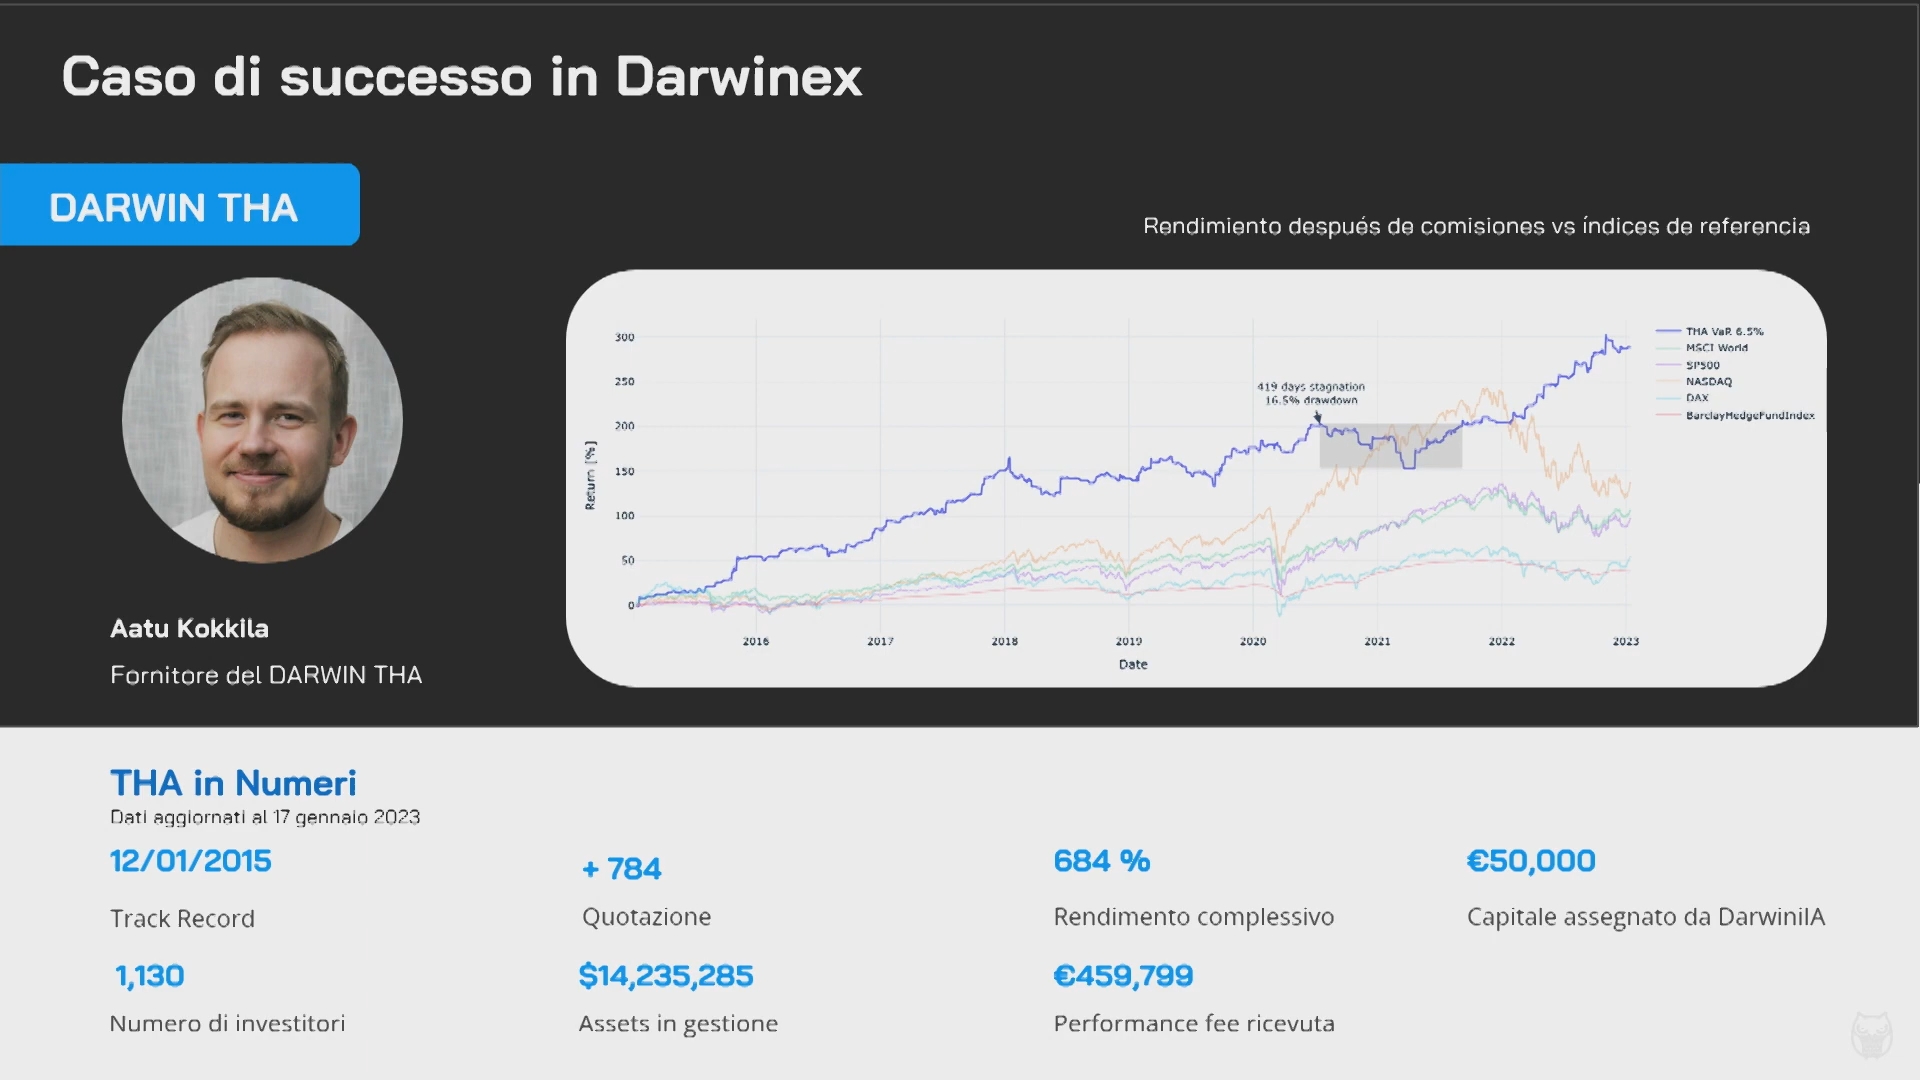 Caso di successo in Darwinex
DARWIN THA
Rendimiento después de comisiones vs índices de referencia
300
250
200
150
100
50
0
Return [%]
419 days stagnation
16.5% drawdown
2016
2017
2018
2019
2020
2021
2022
2023
Date
THA VaR 6.5%
MSCI World
SP500
NASDAQ
DAX
BarclayHedgeFundIndex
Aatu Kokkila
Fornitore del DARWIN THA
THA in Numeri
Dati aggiornati al 17 gennaio 2023
12/01/2015
Track Record
+ 784
Quotazione
684 %
Rendimento complessivo
€50,000
Capitale assegnato da DarwinIA
1,130
Numero di investitori
$14,235,285
Assets in gestione
€459,799
Performance fee ricevuta